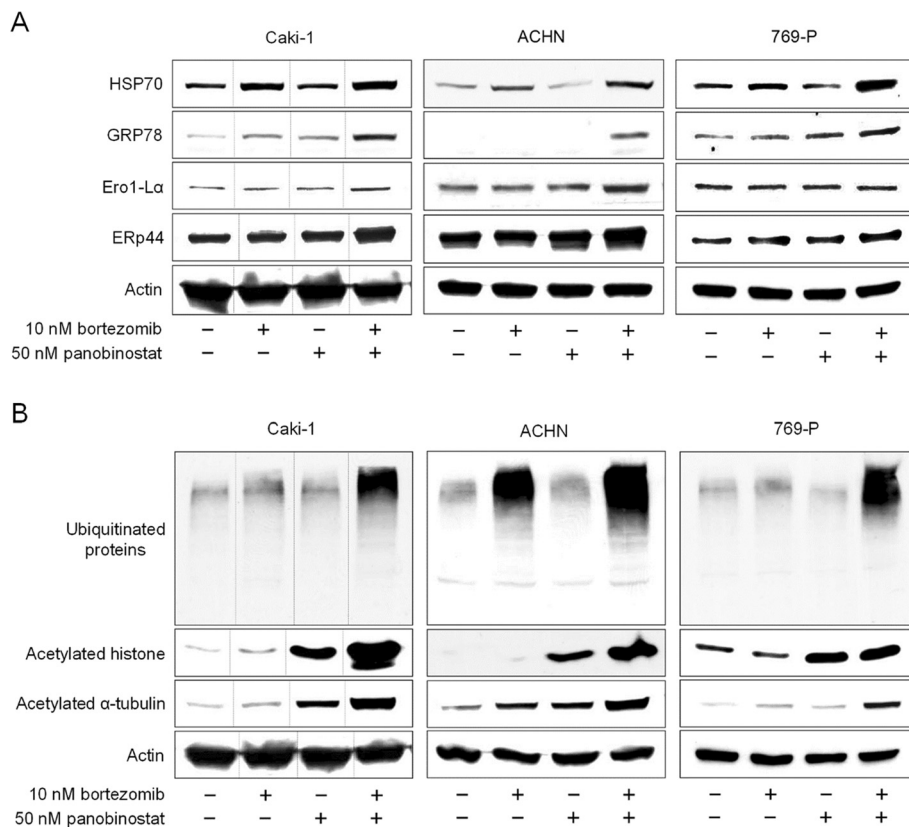 A
Caki-1 ACHN 769-P
HSP70
GRP78
Ero1-Lα
ERp44
Actin
10 nM bortezomib – + – + – + – + – + – +
50 nM panobinostat – – + + – – + + – – + +
B
Caki-1 ACHN 769-P
Ubiquitinated
proteins
Acetylated histone
Acetylated α-tubulin
Actin
10 nM bortezomib – + – + – + – + – + – +
50 nM panobinostat – – + + – – + + – – + +